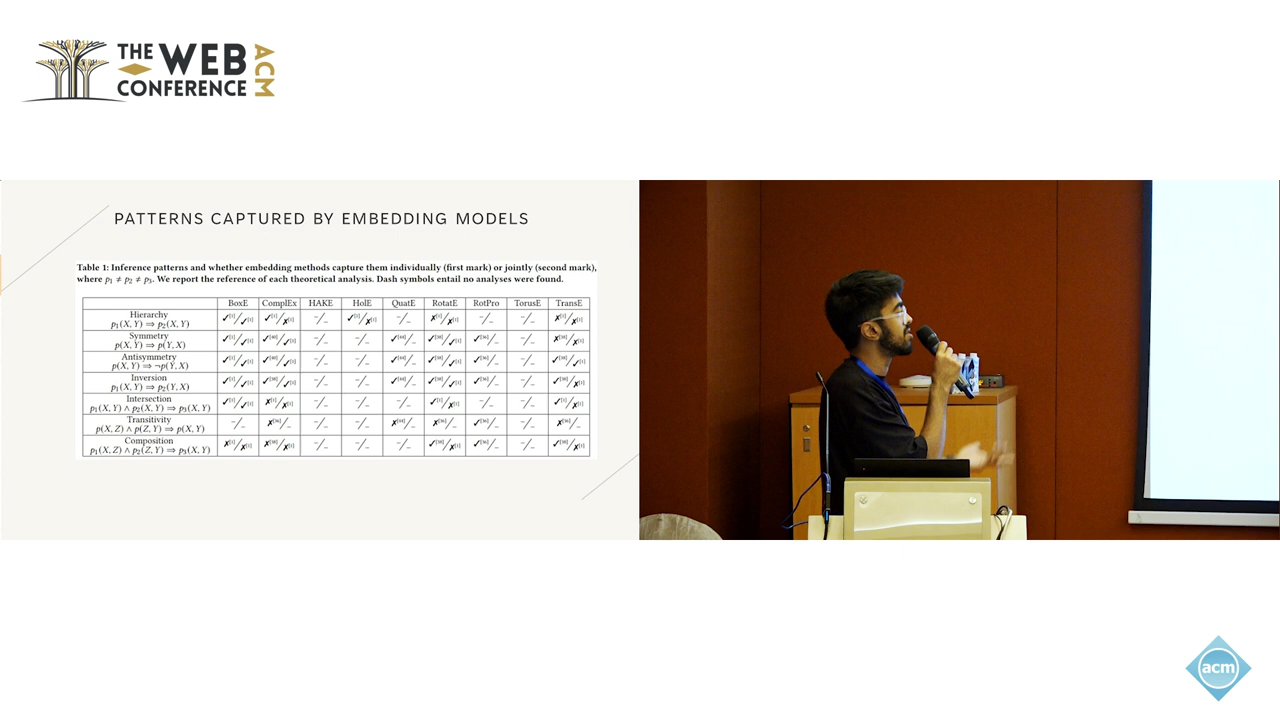 THE WEB
CONFERENCE
ACM
PATTERNS CAPTURED BY EMBEDDING MODELS
Table 1: Inference patterns and whether embedding methods capture them individually (first mark) or jointly (second mark),
where p₁ ≠ p₂ ≠ p₃. We report the reference of each theoretical analysis. Dash symbols entail no analyses were found.
BoxE ComplEx HAKE HolE QuatE RotatE RotPro TorusE TransE
Hierarchy
p₁(X, Y) ⇒ p₂(X, Y)
Symmetry
p(X, Y) ⇒ p(Y, X)
Antisymmetry
p(X, Y) ⇒ ¬p(Y, X)
Inversion
p₁(X, Y) ⇒ p₂(Y, X)
Intersection
p₁(X, Y) ∧ p₂(X, Y) ⇒ p₃(X, Y)
Transitivity
p(X, Z) ∧ p(Z, Y) ⇒ p(X, Y)
Composition
p₁(X, Z) ∧ p₂(Z, Y) ⇒ p₃(X, Y)
acm